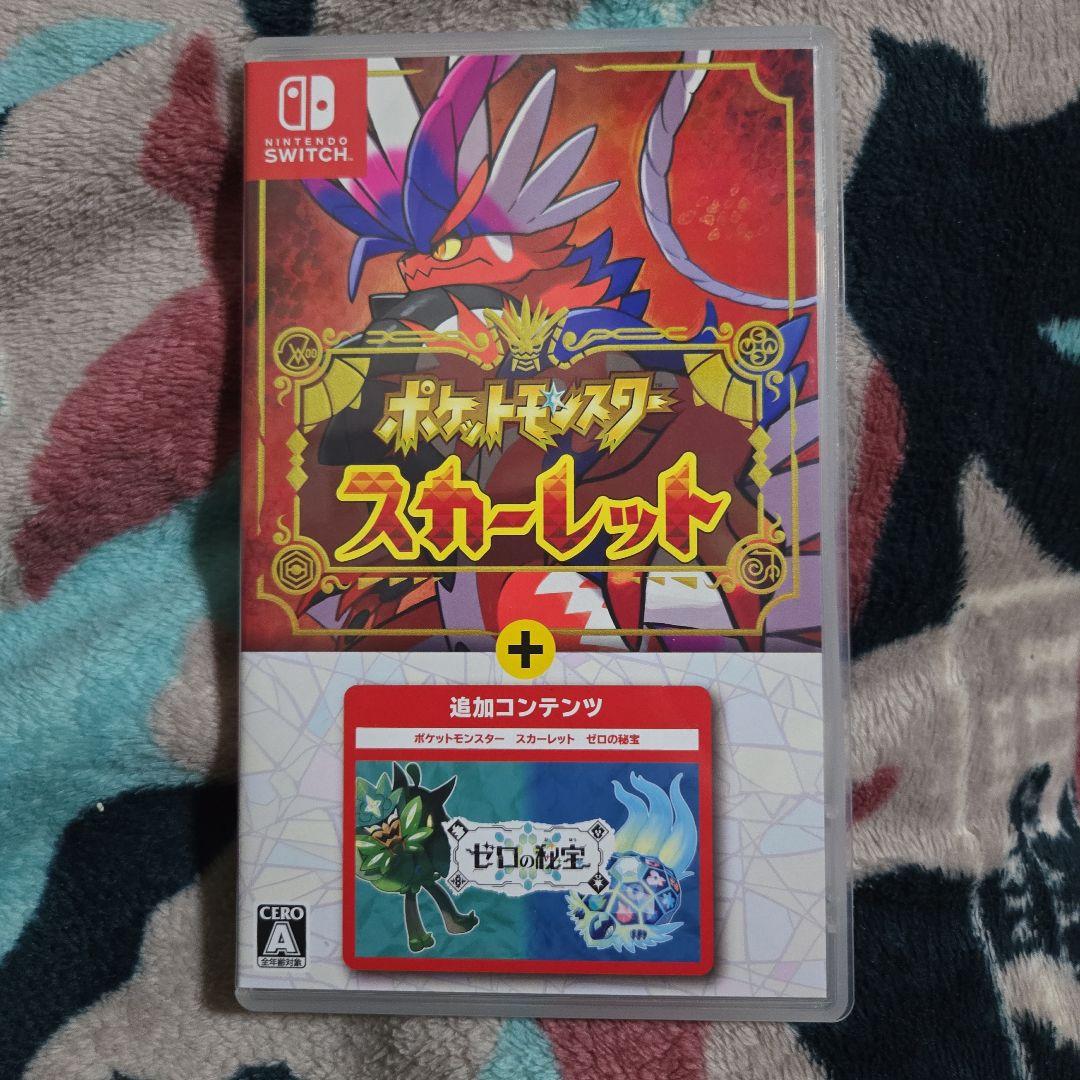 NINTENDO
SWITCH™
ポケットモンスター
スカーレット
+
追加コンテンツ
ポケットモンスター スカーレット ゼロの秘宝
ゼロの秘宝
CERO
A
全年齢対象